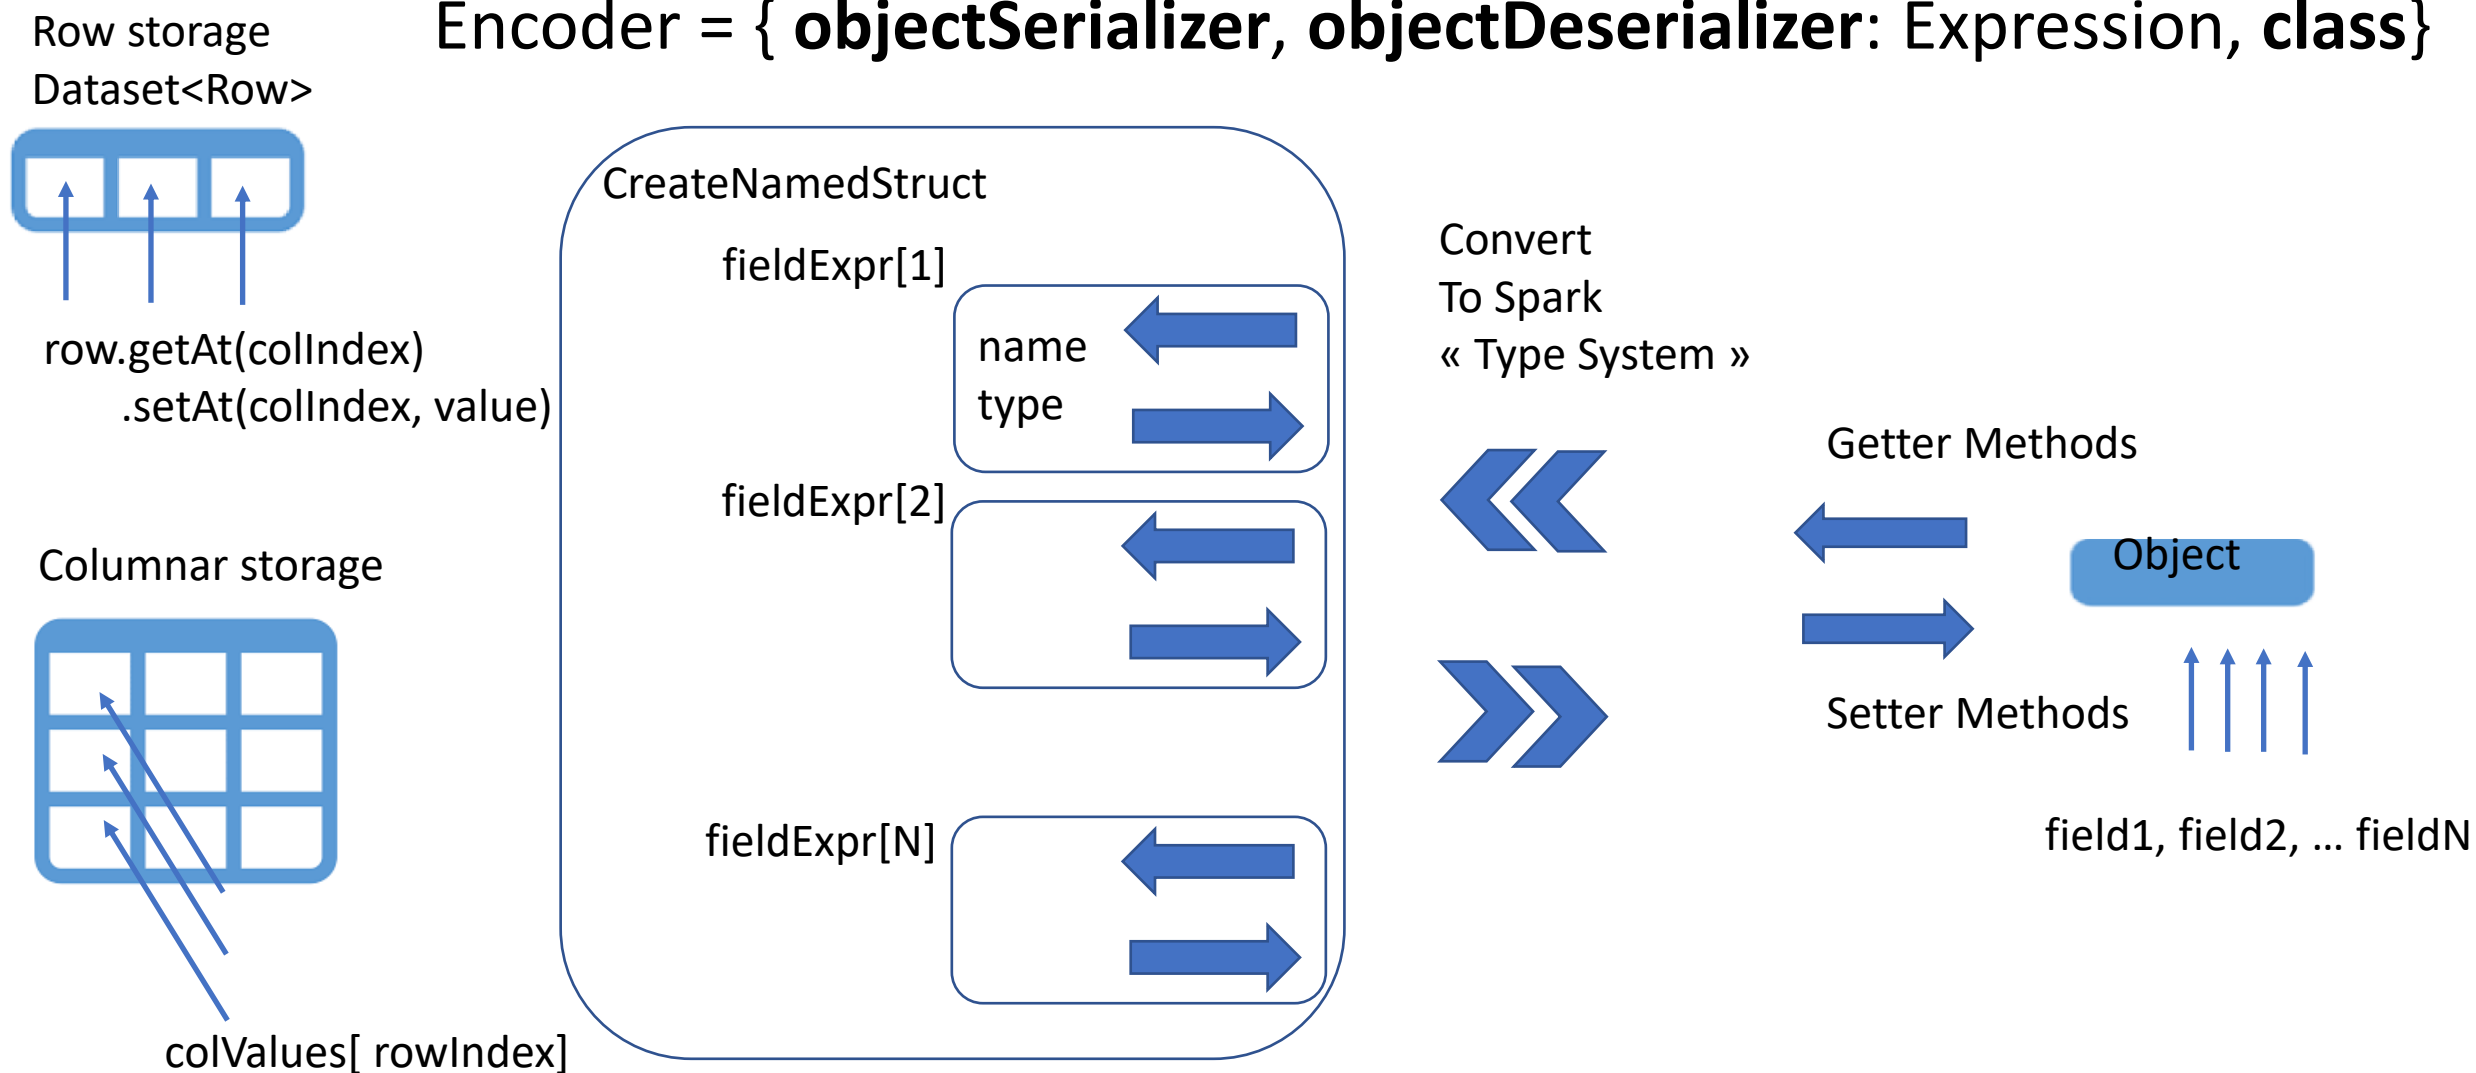 Encoder = { objectSerializer, objectDeserializer: Expression, class}
Row storage
Dataset<Row>
row.getAt(colIndex)
.setAt(colIndex, value)
Columnar storage
colValues[ rowIndex]
CreateNamedStruct
fieldExpr[1]
name
type
fieldExpr[2]
fieldExpr[N]
Convert
To Spark
« Type System »
Getter Methods
Object
Setter Methods
field1, field2, … fieldN